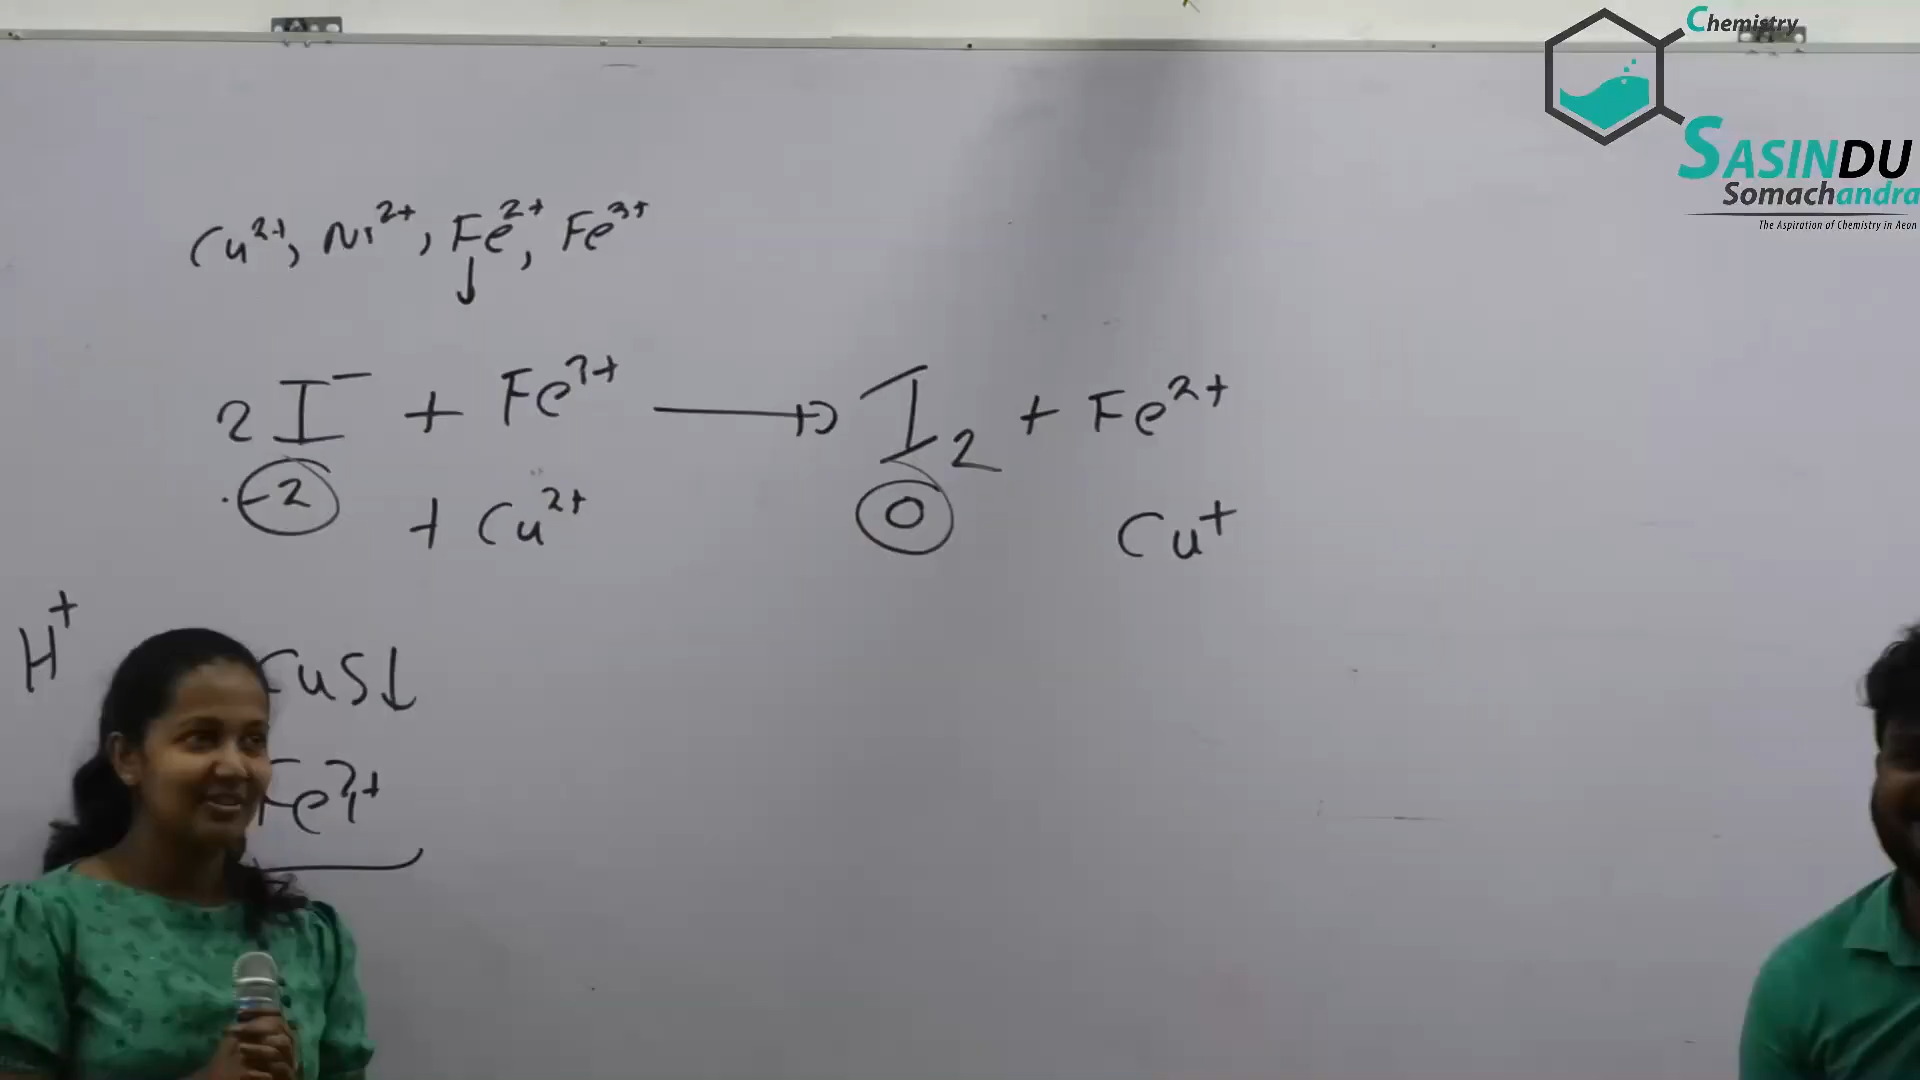 Chemistry
SASINDU
Somachandra
The Aspiration of Chemistry in Aeon
Cu²⁺, Ni²⁺, Fe²⁺, Fe³⁺
↓
2I⁻ + Fe³⁺ → I₂ + Fe²⁺
-2 0
+ Cu²⁺ Cu⁺
H⁺
CuS↓